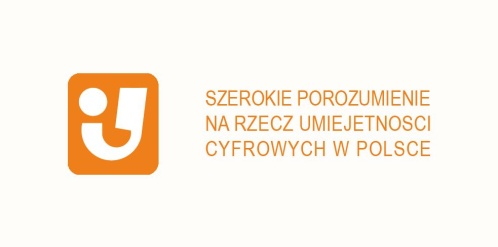 SZEROKIE POROZUMIENIE
NA RZECZ UMIEJETNOSCI
CYFROWYCH W POLSCE